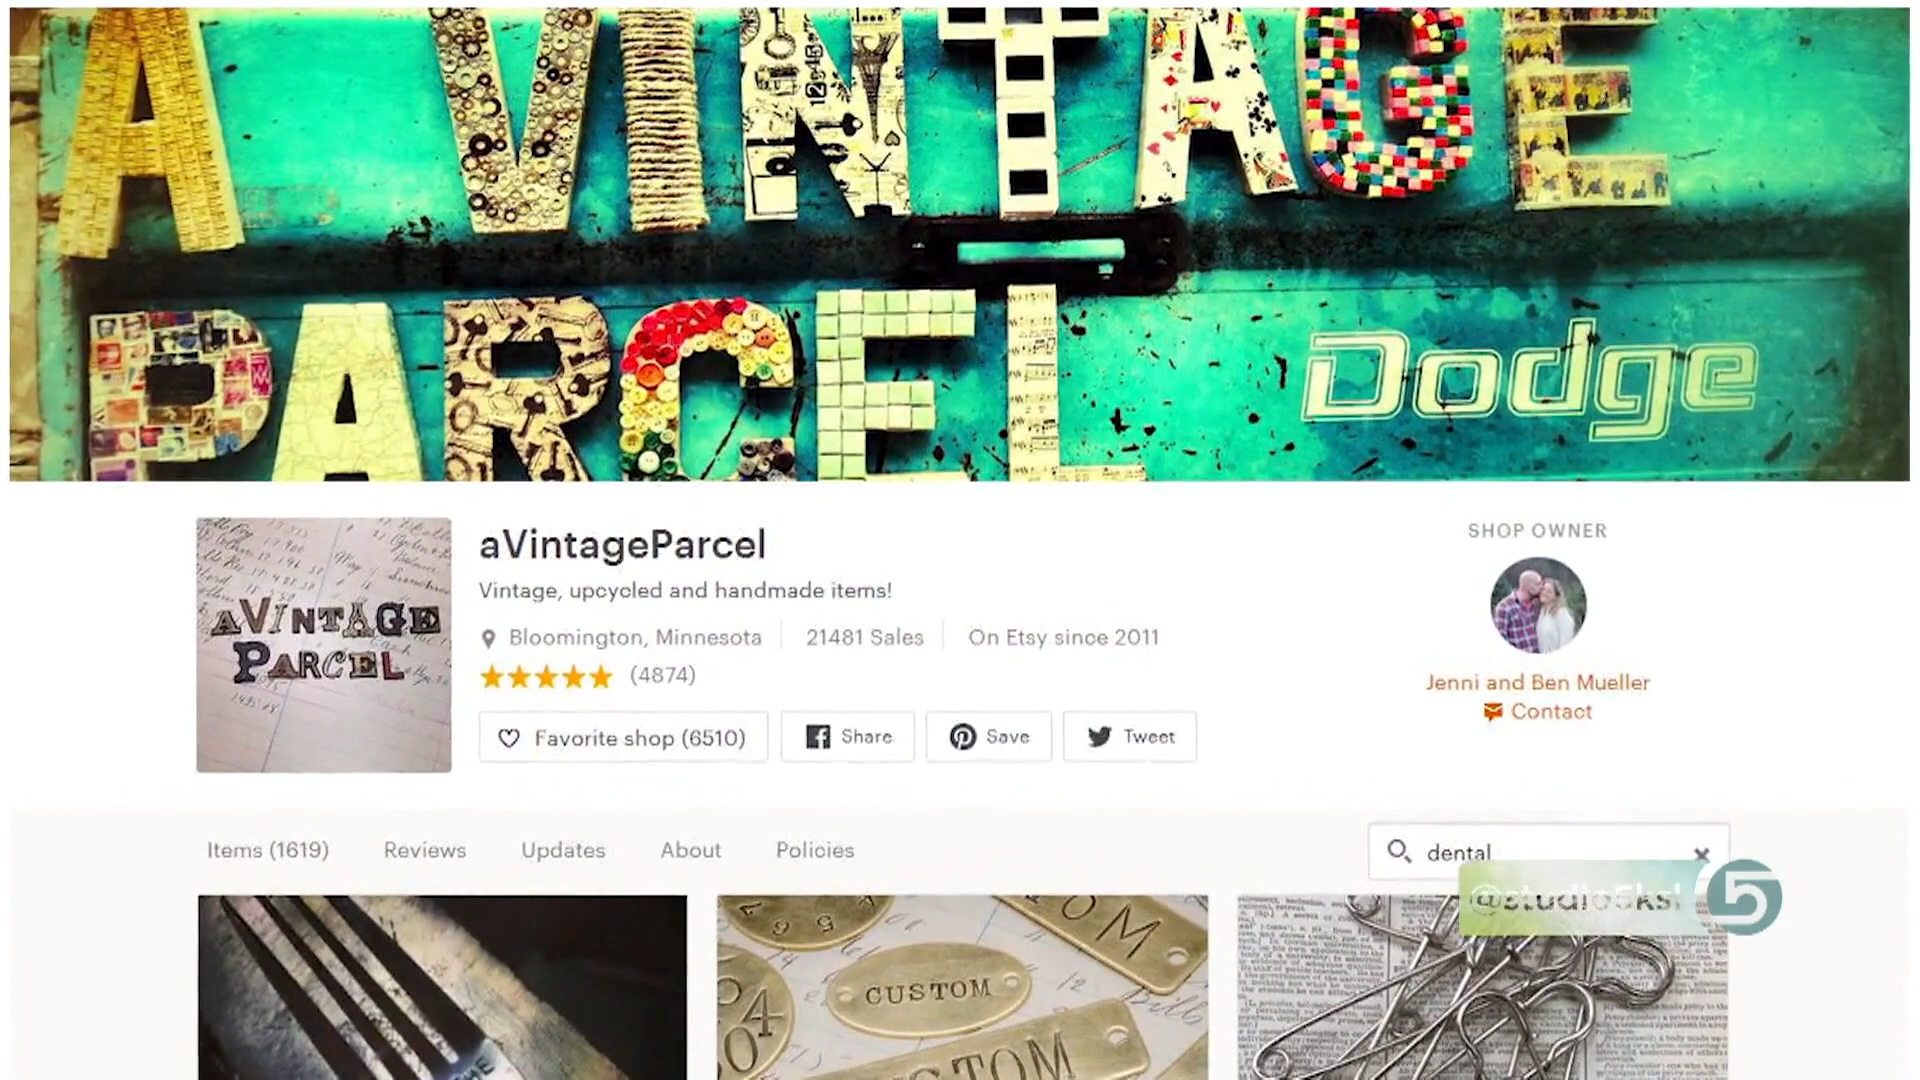 A VINTAGE
PARCEL
Dodge
aVINTAGE
PARCEL
aVintageParcel
Vintage, upcycled and handmade items!
Bloomington, Minnesota
21481 Sales
On Etsy since 2011
(4874)
Favorite shop (6510)
Share
Save
Tweet
SHOP OWNER
Jenni and Ben Mueller
Contact
Items (1619)
Reviews
Updates
About
Policies
dental
@studio5ksl
5
CUSTOM